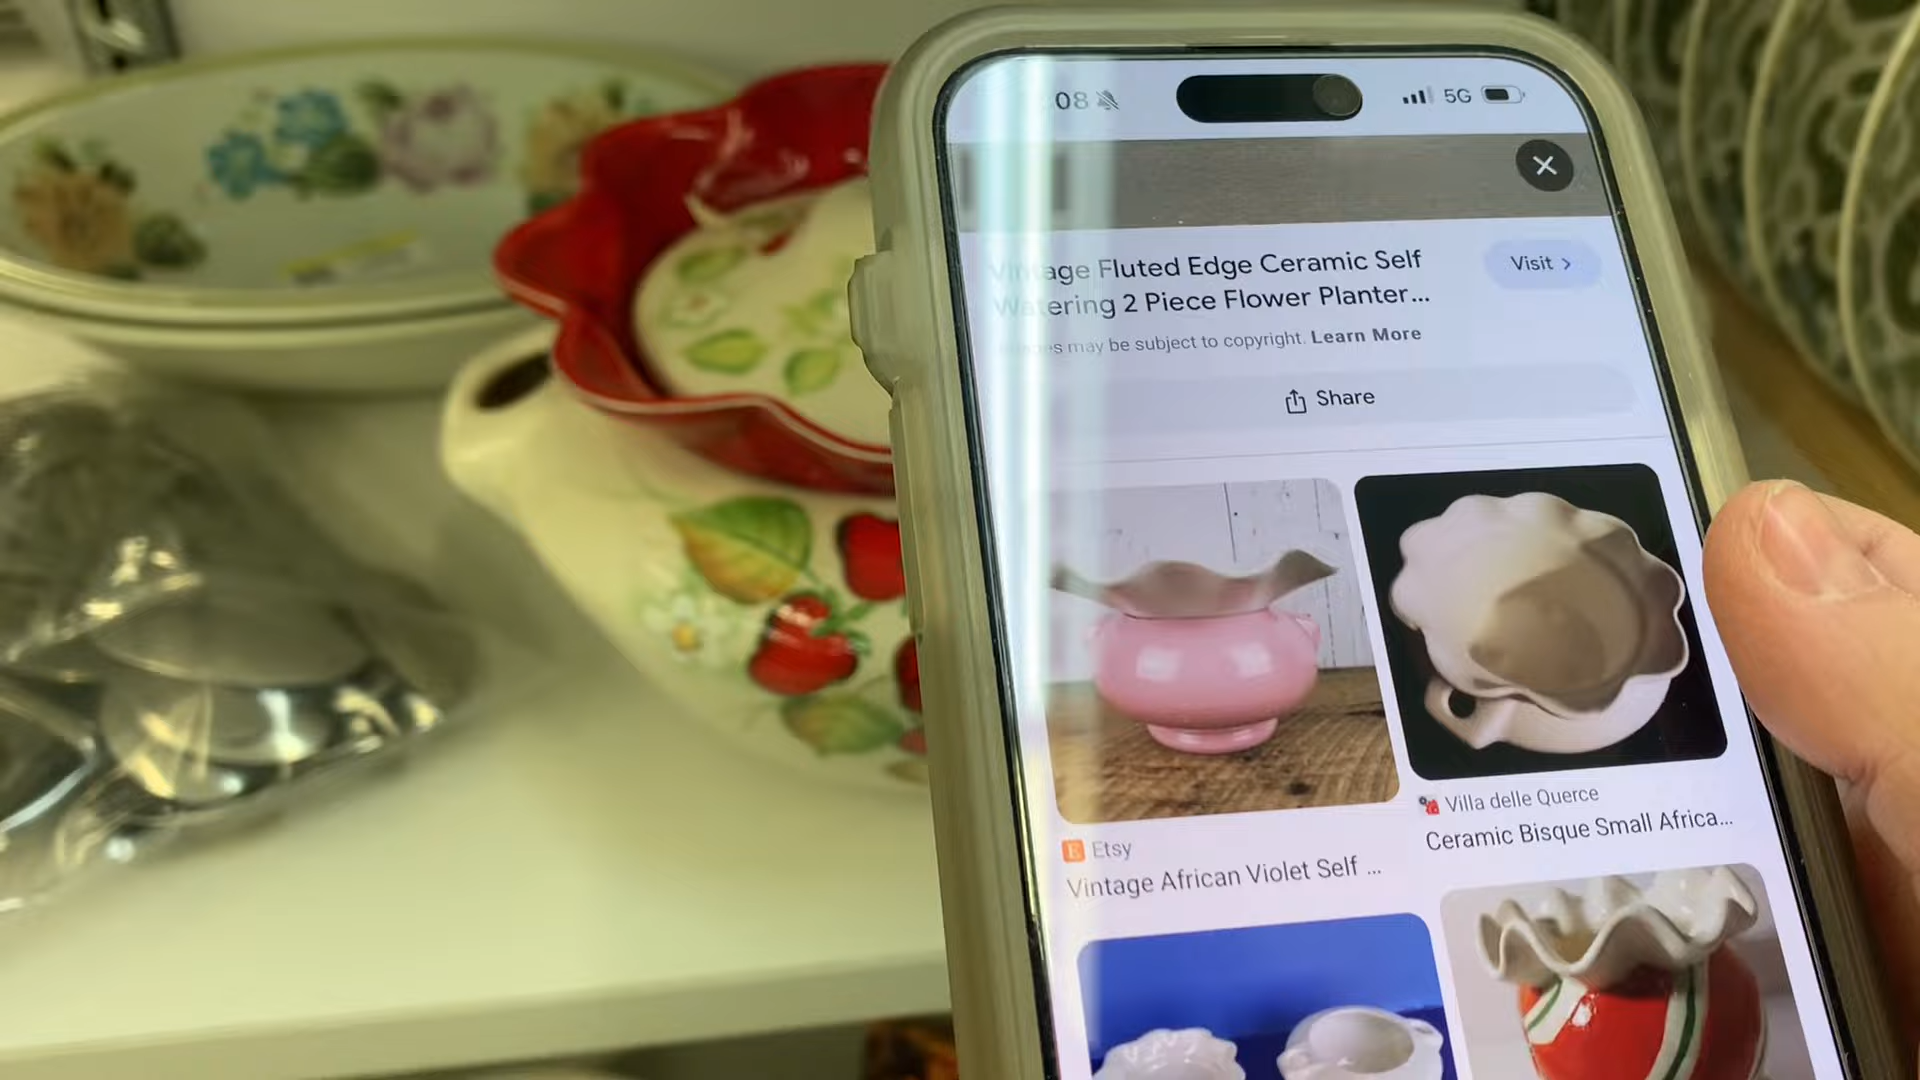 08
5G
Vintage Fluted Edge Ceramic Self
Watering 2 Piece Flower Planter...
Visit >
may be subject to copyright. Learn More
Share
Etsy
Vintage African Violet Self ...
Villa delle Querce
Ceramic Bisque Small Africa...